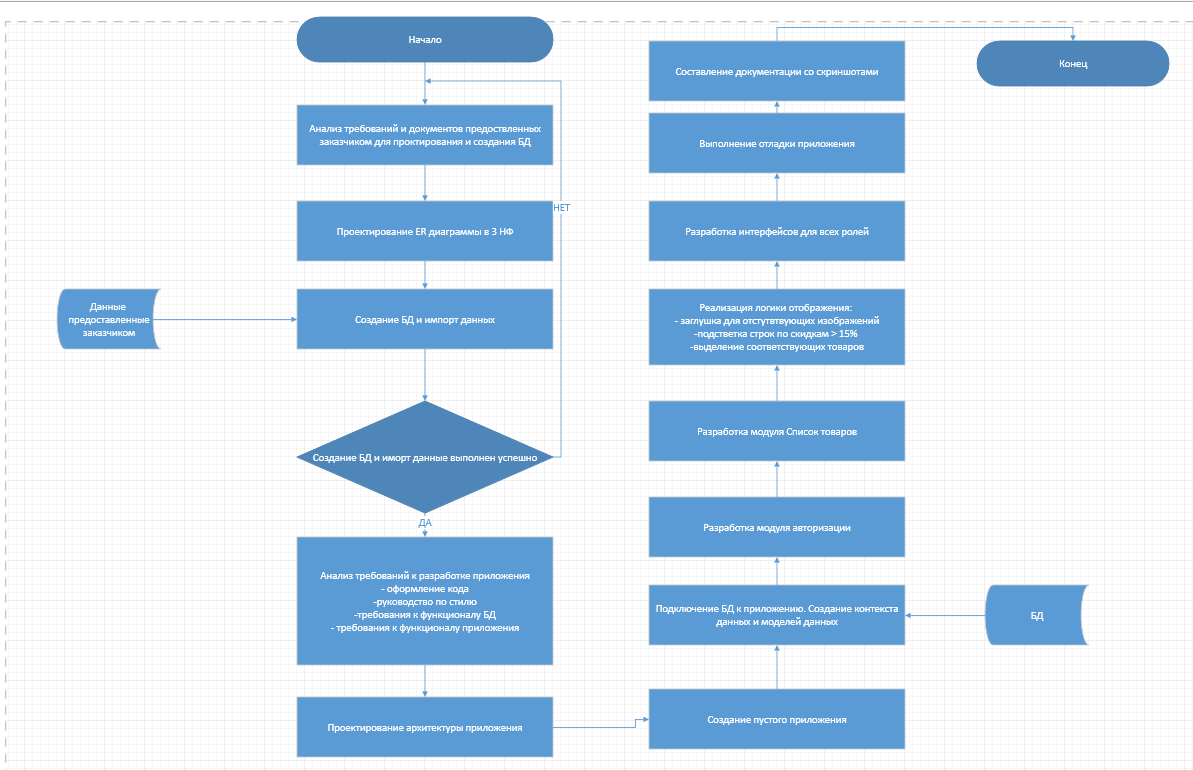 Начало
Анализ требований и документов предоствленных
заказчиком для проктирования и создания БД
НЕТ
Проектирование ER диаграммы в 3 НФ
Данные
предоставленные
заказчиком
Создание БД и импорт данных
Создание БД и иморт данные выполнен успешно
ДА
Анализ требований к разработке приложения
- оформление кода
-руководство по стилю
-требования к функционалу БД
- требования к функционалу приложения
Проектирование архитектуры приложения
Создание пустого приложения
Подключение БД к приложению. Создание контекста
данных и моделей данных
БД
Разработка модуля авторизации
Разработка модуля Список товаров
Реализация логики отображения:
- заглушка для отсутвтвующих изображений
-подстветка строк по скидкам > 15%
-выделение соответствующих товаров
Разработка интерфейсов для всех ролей
Выполнение отладки приложения
Составление документации со скриншотами
Конец